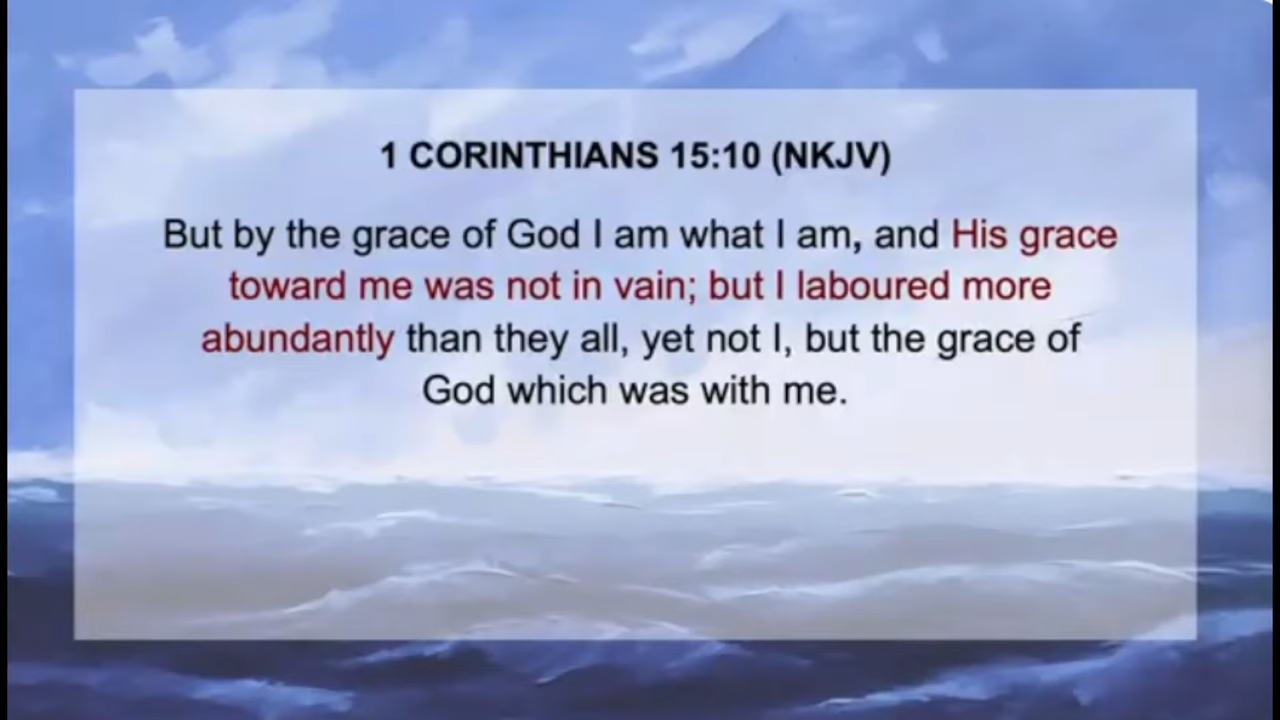 1 CORINTHIANS 15:10 (NKJV)
But by the grace of God I am what I am, and His grace
toward me was not in vain; but I laboured more
abundantly than they all, yet not I, but the grace of
God which was with me.